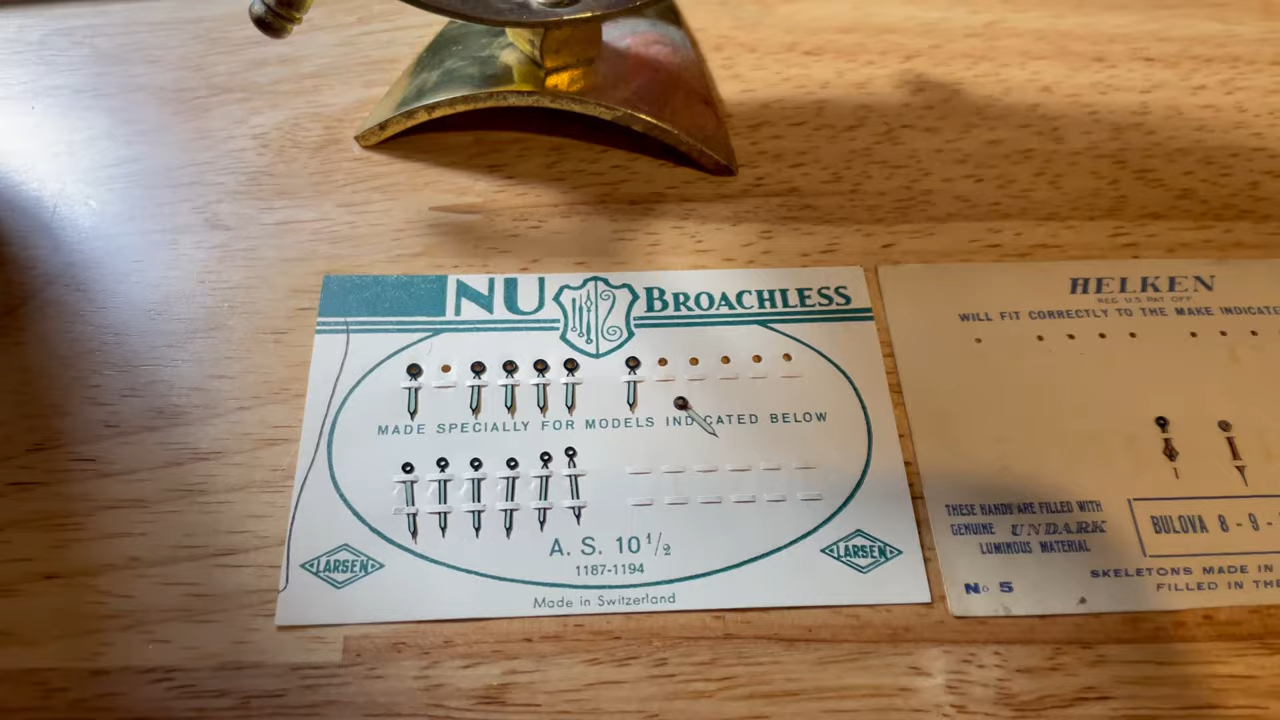 NU BROACHLESS
MADE SPECIALLY FOR MODELS INDICATED BELOW
A. S. 10 1/2
1187-1194
LARSEN
LARSEN
Made in Switzerland
HELKEN
REG. U.S. PAT. OFF.
WILL FIT CORRECTLY TO THE MAKE INDICATE
THESE HANDS ARE FILLED WITH
GENUINE UNDARK
LUMINOUS MATERIAL
BULOVA 8 - 9 -
No 5
SKELETONS MADE IN
FILLED IN THE